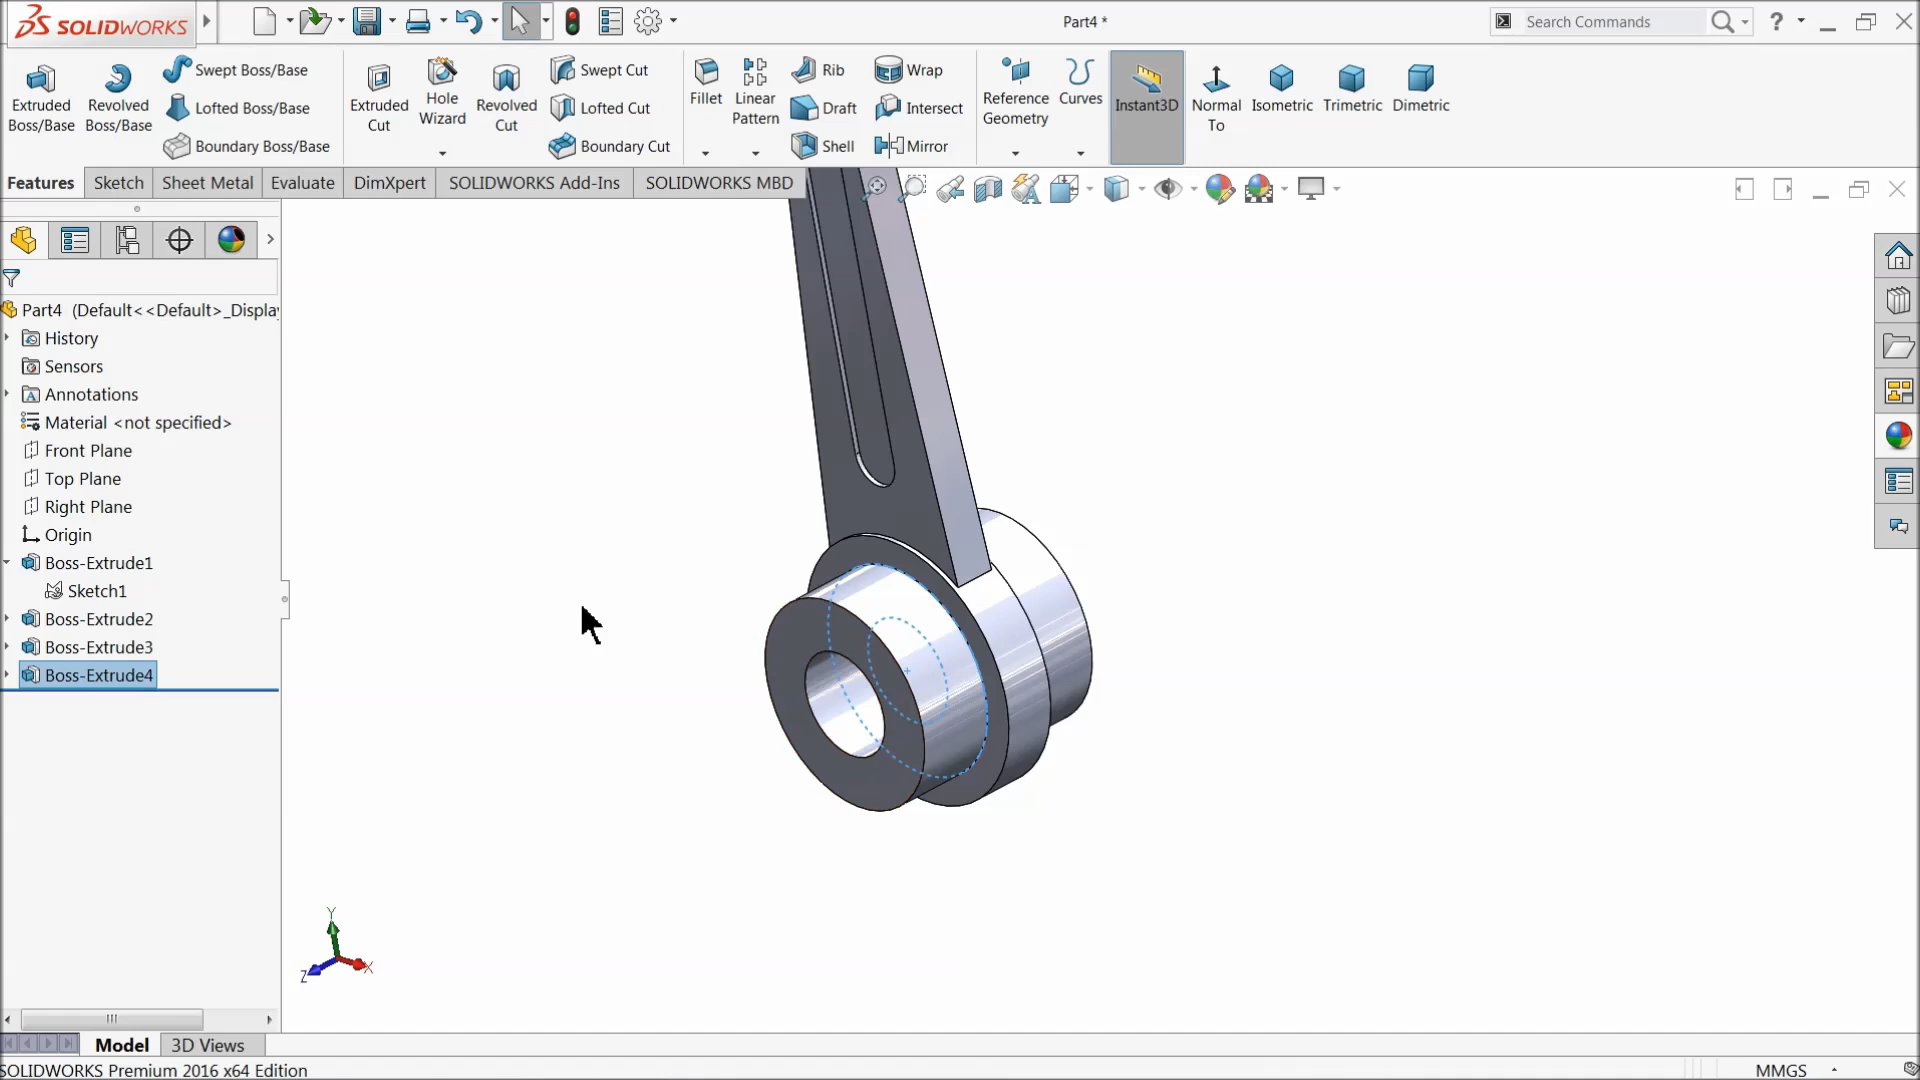 SOLIDWORKS
Part4 *
Search Commands
?
Extruded Boss/Base
Revolved Boss/Base
Swept Boss/Base
Lofted Boss/Base
Boundary Boss/Base
Extruded Cut
Hole Wizard
Revolved Cut
Swept Cut
Lofted Cut
Boundary Cut
Fillet
Linear Pattern
Rib
Draft
Shell
Wrap
Intersect
Mirror
Reference Geometry
Curves
Instant3D
Normal To
Isometric
Trimetric
Dimetric
Features
Sketch
Sheet Metal
Evaluate
DimXpert
SOLIDWORKS Add-Ins
SOLIDWORKS MBD
Part4 (Default<<Default>_Display
History
Sensors
Annotations
Material <not specified>
Front Plane
Top Plane
Right Plane
Origin
Boss-Extrude1
Sketch1
Boss-Extrude2
Boss-Extrude3
Boss-Extrude4
Y
Z
X
Model
3D Views
SOLIDWORKS Premium 2016 x64 Edition
MMGS